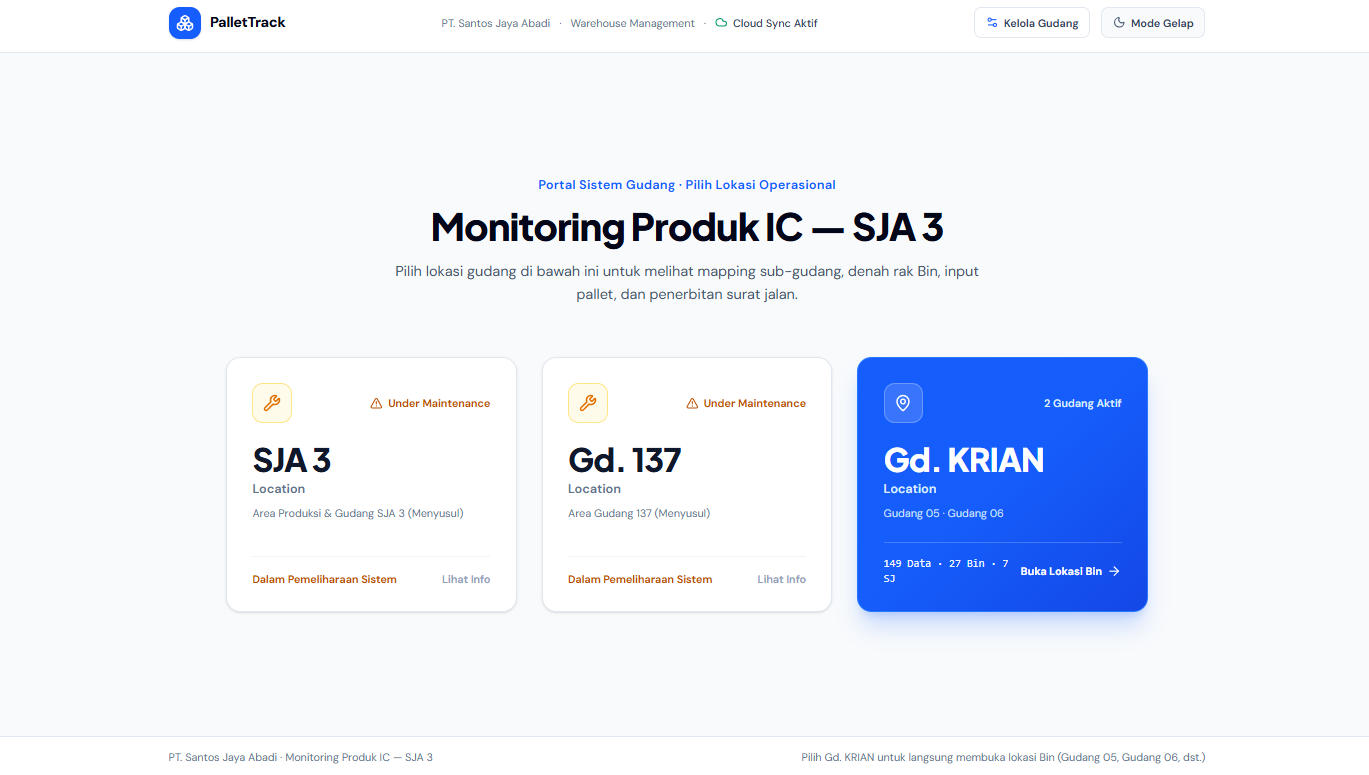 PalletTrack
PT. Santos Jaya Abadi · Warehouse Management · Cloud Sync Aktif
Kelola Gudang
Mode Gelap
Portal Sistem Gudang · Pilih Lokasi Operasional
Monitoring Produk IC — SJA 3
Pilih lokasi gudang di bawah ini untuk melihat mapping sub-gudang, denah rak Bin, input
pallet, dan penerbitan surat jalan.
Under Maintenance
SJA 3
Location
Area Produksi & Gudang SJA 3 (Menyusul)
Dalam Pemeliharaan Sistem
Lihat Info
Under Maintenance
Gd. 137
Location
Area Gudang 137 (Menyusul)
Dalam Pemeliharaan Sistem
Lihat Info
2 Gudang Aktif
Gd. KRIAN
Location
Gudang 05 · Gudang 06
149 Data · 27 Bin · 7
SJ
Buka Lokasi Bin →
PT. Santos Jaya Abadi · Monitoring Produk IC — SJA 3
Pilih Gd. KRIAN untuk langsung membuka lokasi Bin (Gudang 05, Gudang 06, dst.)